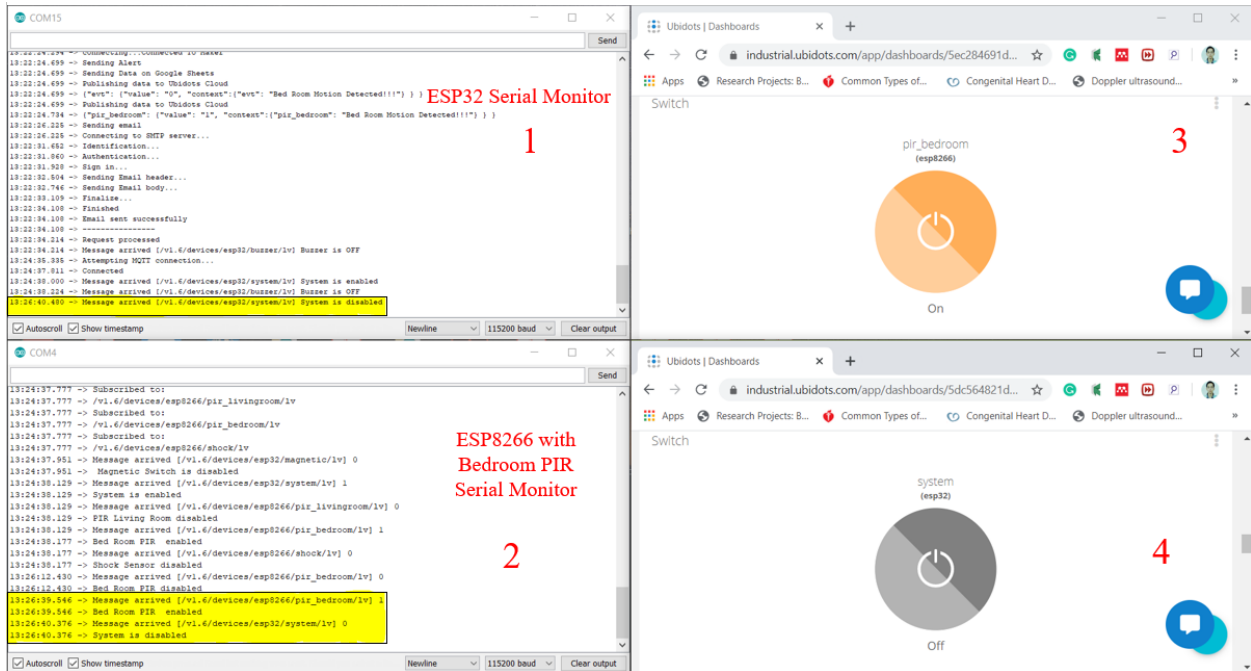 COM15
Send
13:22:24.294 -> Connecting...Connected to Maker
13:22:24.699 -> Sending Alert
13:22:24.699 -> Sending Data on Google Sheets
13:22:24.699 -> Publishing data to Ubidots Cloud
13:22:24.699 -> {"evt": {"value": "0", "context":{"evt": "Bed Room Motion Detected!!!"} } }
13:22:24.699 -> Publishing data to Ubidots Cloud
13:22:24.734 -> {"pir_bedroom": {"value": "1", "context":{"pir_bedroom": "Bed Room Motion Detected!!!"} } }
13:22:26.225 -> Sending email
13:22:26.225 -> Connecting to SMTP server...
13:22:31.652 -> Identification...
13:22:31.860 -> Authentication...
13:22:31.928 -> Sign in...
13:22:32.504 -> Sending Email header...
13:22:32.746 -> Sending Email body...
13:22:33.109 -> Finalize...
13:22:34.108 -> Finished
13:22:34.108 -> Email sent successfully
13:22:34.108 -> ----------------
13:22:34.214 -> Request processed
13:22:34.214 -> Message arrived [/v1.6/devices/esp32/buzzer/lv] Buzzer is OFF
13:24:35.335 -> Attempting MQTT connection...
13:24:37.811 -> Connected
13:24:38.000 -> Message arrived [/v1.6/devices/esp32/system/lv] System is enabled
13:24:38.224 -> Message arrived [/v1.6/devices/esp32/buzzer/lv] Buzzer is OFF
13:26:40.480 -> Message arrived [/v1.6/devices/esp32/system/lv] System is disabled
ESP32 Serial Monitor
1
Autoscroll Show timestamp Newline 115200 baud Clear output
Ubidots | Dashboards
industrial.ubidots.com/app/dashboards/5ec284691d...
Apps Research Projects: B... Common Types of... Congenital Heart D... Doppler ultrasound... »
Switch
pir_bedroom
(esp8266)
3
On
COM4
Send
13:24:37.777 -> Subscribed to:
13:24:37.777 -> /v1.6/devices/esp8266/pir_livingroom/lv
13:24:37.777 -> Subscribed to:
13:24:37.777 -> /v1.6/devices/esp8266/pir_bedroom/lv
13:24:37.777 -> Subscribed to:
13:24:37.777 -> /v1.6/devices/esp8266/shock/lv
13:24:37.951 -> Message arrived [/v1.6/devices/esp32/magnetic/lv] 0
13:24:37.951 -> Magnetic Switch is disabled
13:24:38.129 -> Message arrived [/v1.6/devices/esp32/system/lv] 1
13:24:38.129 -> System is enabled
13:24:38.129 -> Message arrived [/v1.6/devices/esp8266/pir_livingroom/lv] 0
13:24:38.129 -> PIR Living Room disabled
13:24:38.129 -> Message arrived [/v1.6/devices/esp8266/pir_bedroom/lv] 1
13:24:38.177 -> Bed Room PIR enabled
13:24:38.177 -> Message arrived [/v1.6/devices/esp8266/shock/lv] 0
13:24:38.177 -> Shock Sensor disabled
13:26:12.430 -> Message arrived [/v1.6/devices/esp8266/pir_bedroom/lv] 0
13:26:12.430 -> Bed Room PIR disabled
13:26:39.546 -> Message arrived [/v1.6/devices/esp8266/pir_bedroom/lv] 1
13:26:39.546 -> Bed Room PIR enabled
13:26:40.376 -> Message arrived [/v1.6/devices/esp32/system/lv] 0
13:26:40.376 -> System is disabled
ESP8266 with
Bedroom PIR
Serial Monitor
2
Autoscroll Show timestamp Newline 115200 baud Clear output
Ubidots | Dashboards
industrial.ubidots.com/app/dashboards/5dc564821d...
Apps Research Projects: B... Common Types of... Congenital Heart D... Doppler ultrasound... »
Switch
system
(esp32)
4
Off